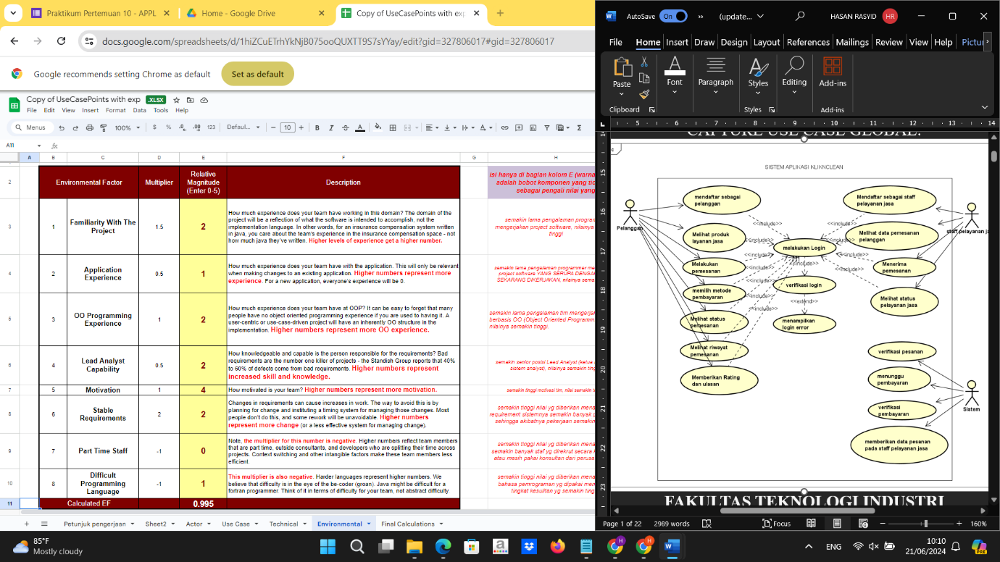 Praktikum Pertemuan 10 - APPL
Home - Google Drive
Copy of UseCasePoints with exp
docs.google.com/spreadsheets/d/1hiZCuETrhYkNjB075ooQUXTT9S7sYYay/edit?gid=327806017#gid=327806017
Google recommends setting Chrome as default
Set as default
Copy of UseCasePoints with exp .XLSX
File Edit View Insert Format Data Tools Help
Menus 100% $ % .0 .00 123 Defaul... 10 B I
A11 fx
A B C D E F G H
2 Environmental Factor Multiplier Relative Magnitude (Enter 0-5) Description
Isi hanya di bagian kolom E (warna
adalah bobot komponen yang tid
sebagai pengali nilai yang
3 1 Familiarity With The Project 1.5 2
How much experience does your team have working in this domain? The domain of the
project will be a reflection of what the software is intended to accomplish, not the
implementation language. In other words, for an insurance compensation system written
in java, you care about the team's experience in the insurance compensation space - not
how much java they've written. Higher levels of experience get a higher number.
semakin lama pengalaman program
mengerjakan project software, nilainya
tinggi
4 2 Application Experience 0.5 1
How much experience does your team have with the application. This will only be relevant
when making changes to an existing application. Higher numbers represent more
experience. For a new application, everyone's experience will be 0.
semakin lama pengalaman programmer me
project software YANG SERUPA DENGA
SEKARANG DIKERJAKAN, nilainya sema
5 3 OO Programming Experience 1 2
How much experience does your team have at OOP? It can be easy to forget that many
people have no object oriented programming experience if you are used to having it. A
user-centric or use-case-driven project will have an inherently OO structure in the
implementation. Higher numbers represent more OO experience.
semakin lama pengalaman tim mengerja
berbasis OO (Object Oriented Programm
nilainya semakin tinggi.
6 4 Lead Analyst Capability 0.5 2
How knowledgeable and capable is the person responsible for the requirements? Bad
requirements are the number one killer of projects - the Standish Group reports that 40%
to 60% of defects come from bad requirements. Higher numbers represent
increased skill and knowledge.
semakin senior posisi Lead Analyst (ketua
sistem analyst), nilainya semakin ting
7 5 Motivation 1 4
How motivated is your team? Higher numbers represent more motivation.
semakin tinggi motivasi tim, nilai semakin t
8 6 Stable Requirements 2 2
Changes in requirements can cause increases in work. The way to avoid this is by
planning for change and instituting a timing system for managing those changes. Most
people don't do this, and some rework will be unavoidable. Higher numbers
represent more change (or a less effective system for managing change).
semakin tinggi nilai yg diberikan mena
requirement sistemnya semakin banyak p
sehingga akibatnya pekerjaan semakin
9 7 Part Time Staff -1 0
Note, the multiplier for this number is negative. Higher numbers reflect team members
that are part time, outside consultants, and developers who are splitting their time across
projects. Context switching and other intangible factors make these team members less
efficient.
semakin tinggi nilai yg diberikan mena
semakin banyak staf yg direkrut secara
atau masih pakai konsultan dari perusa
10 8 Difficult Programming Language -1 1
This multiplier is also negative. Harder languages represent higher numbers. We
believe that difficulty is in the eye of the be-coder (groan). Java might be difficult for a
fortran programmer. Think of it in terms of difficulty for your team, not abstract difficulty.
semakin tinggi nilai yg diberikan mena
bahasa pemrograman yg dipakai mem
tingkat kesulitan yg semakin ting
11 Calculated EF 0.995
Petunjuk pengerjaan Sheet2 Actor Use Case Technical Environmental Final Calculations
AutoSave On (update... HASAN RASYID HR
File Home Insert Draw Design Layout References Mailings Review View Help Pictur
Paste Font Paragraph Styles Editing Add-ins
Clipboard Styles Add-ins
5 6 7 8 9 10 11 12 13 14
15 16 17 18 19 20 21 22 23
CAPTURE USE CASE GLOBAL:
SISTEM APLIKASI KLIKNCLEAN
Pelanggan
mendaftar sebagai
pelanggan
Melihat produk
layanan jasa
Melakukan
pemesanan
memilih metode
pembayaran
Melihat status
pemesanan
Melihat riwayat
pemesanan
Memberikan Rating
dan ulasan
<<include>>
<<include>>
<<include>>
<<include>>
<<include>>
<<include>>
melakukan Login
verifikasi login
<<extend>>
menampilkan
login error
<<include>>
<<include>>
<<include>>
<<include>>
Mendaftar sebagai staff
pelayanan jasa
Melihat data pemesanan
pelanggan
Menerima
pemesanan
Melihat status
pelayanan jasa
staff pelayanan ja
verifikasi pesanan
menunggu
pembayaran
verifikasi
pembayaran
memberikan data pesanan
pada staff pelayanan jasa
Sistem
FAKULTAS TEKNOLOGI INDUSTRI
Page 1 of 22 2989 words Focus 160%
85°F
Mostly cloudy
ENG
10:10
21/06/2024